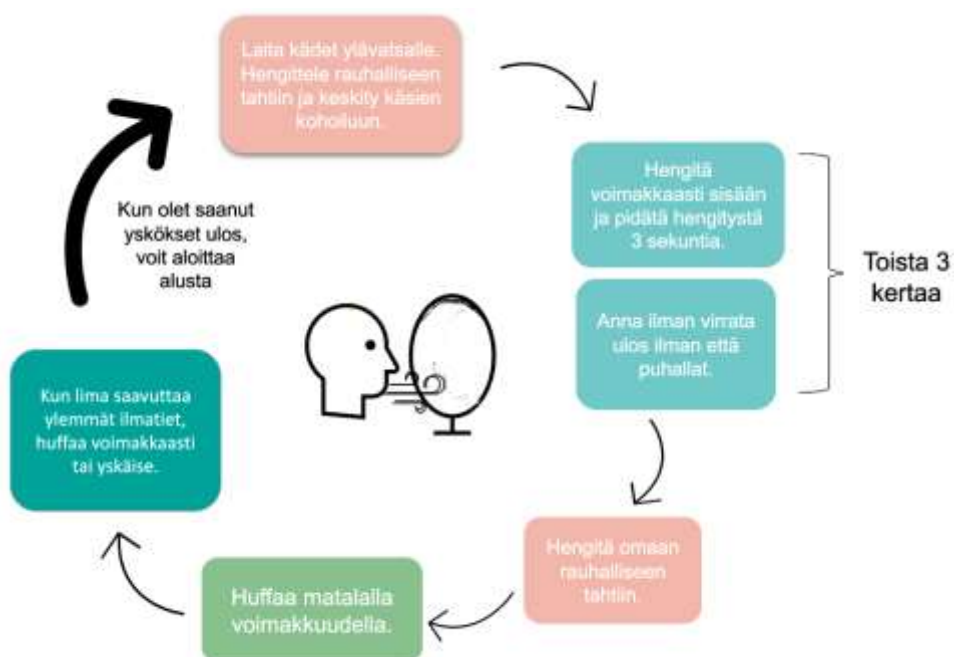 Laita kädet ylävatsalle.
Hengittele rauhalliseen
tahtiin ja keskity käsien
kohoiluun.
Hengitä
voimakkaasti sisään
ja pidätä hengitystä
3 sekuntia.
Anna ilman virrata
ulos ilman että
puhallat.
Toista 3
kertaa
Hengitä omaan
rauhalliseen
tahtiin.
Huffaa matalalla
voimakkuudella.
Kun lima saavuttaa
ylemmät ilmatiet,
huffaa voimakkaasti
tai yskäise.
Kun olet saanut
yskökset ulos,
voit aloittaa
alusta